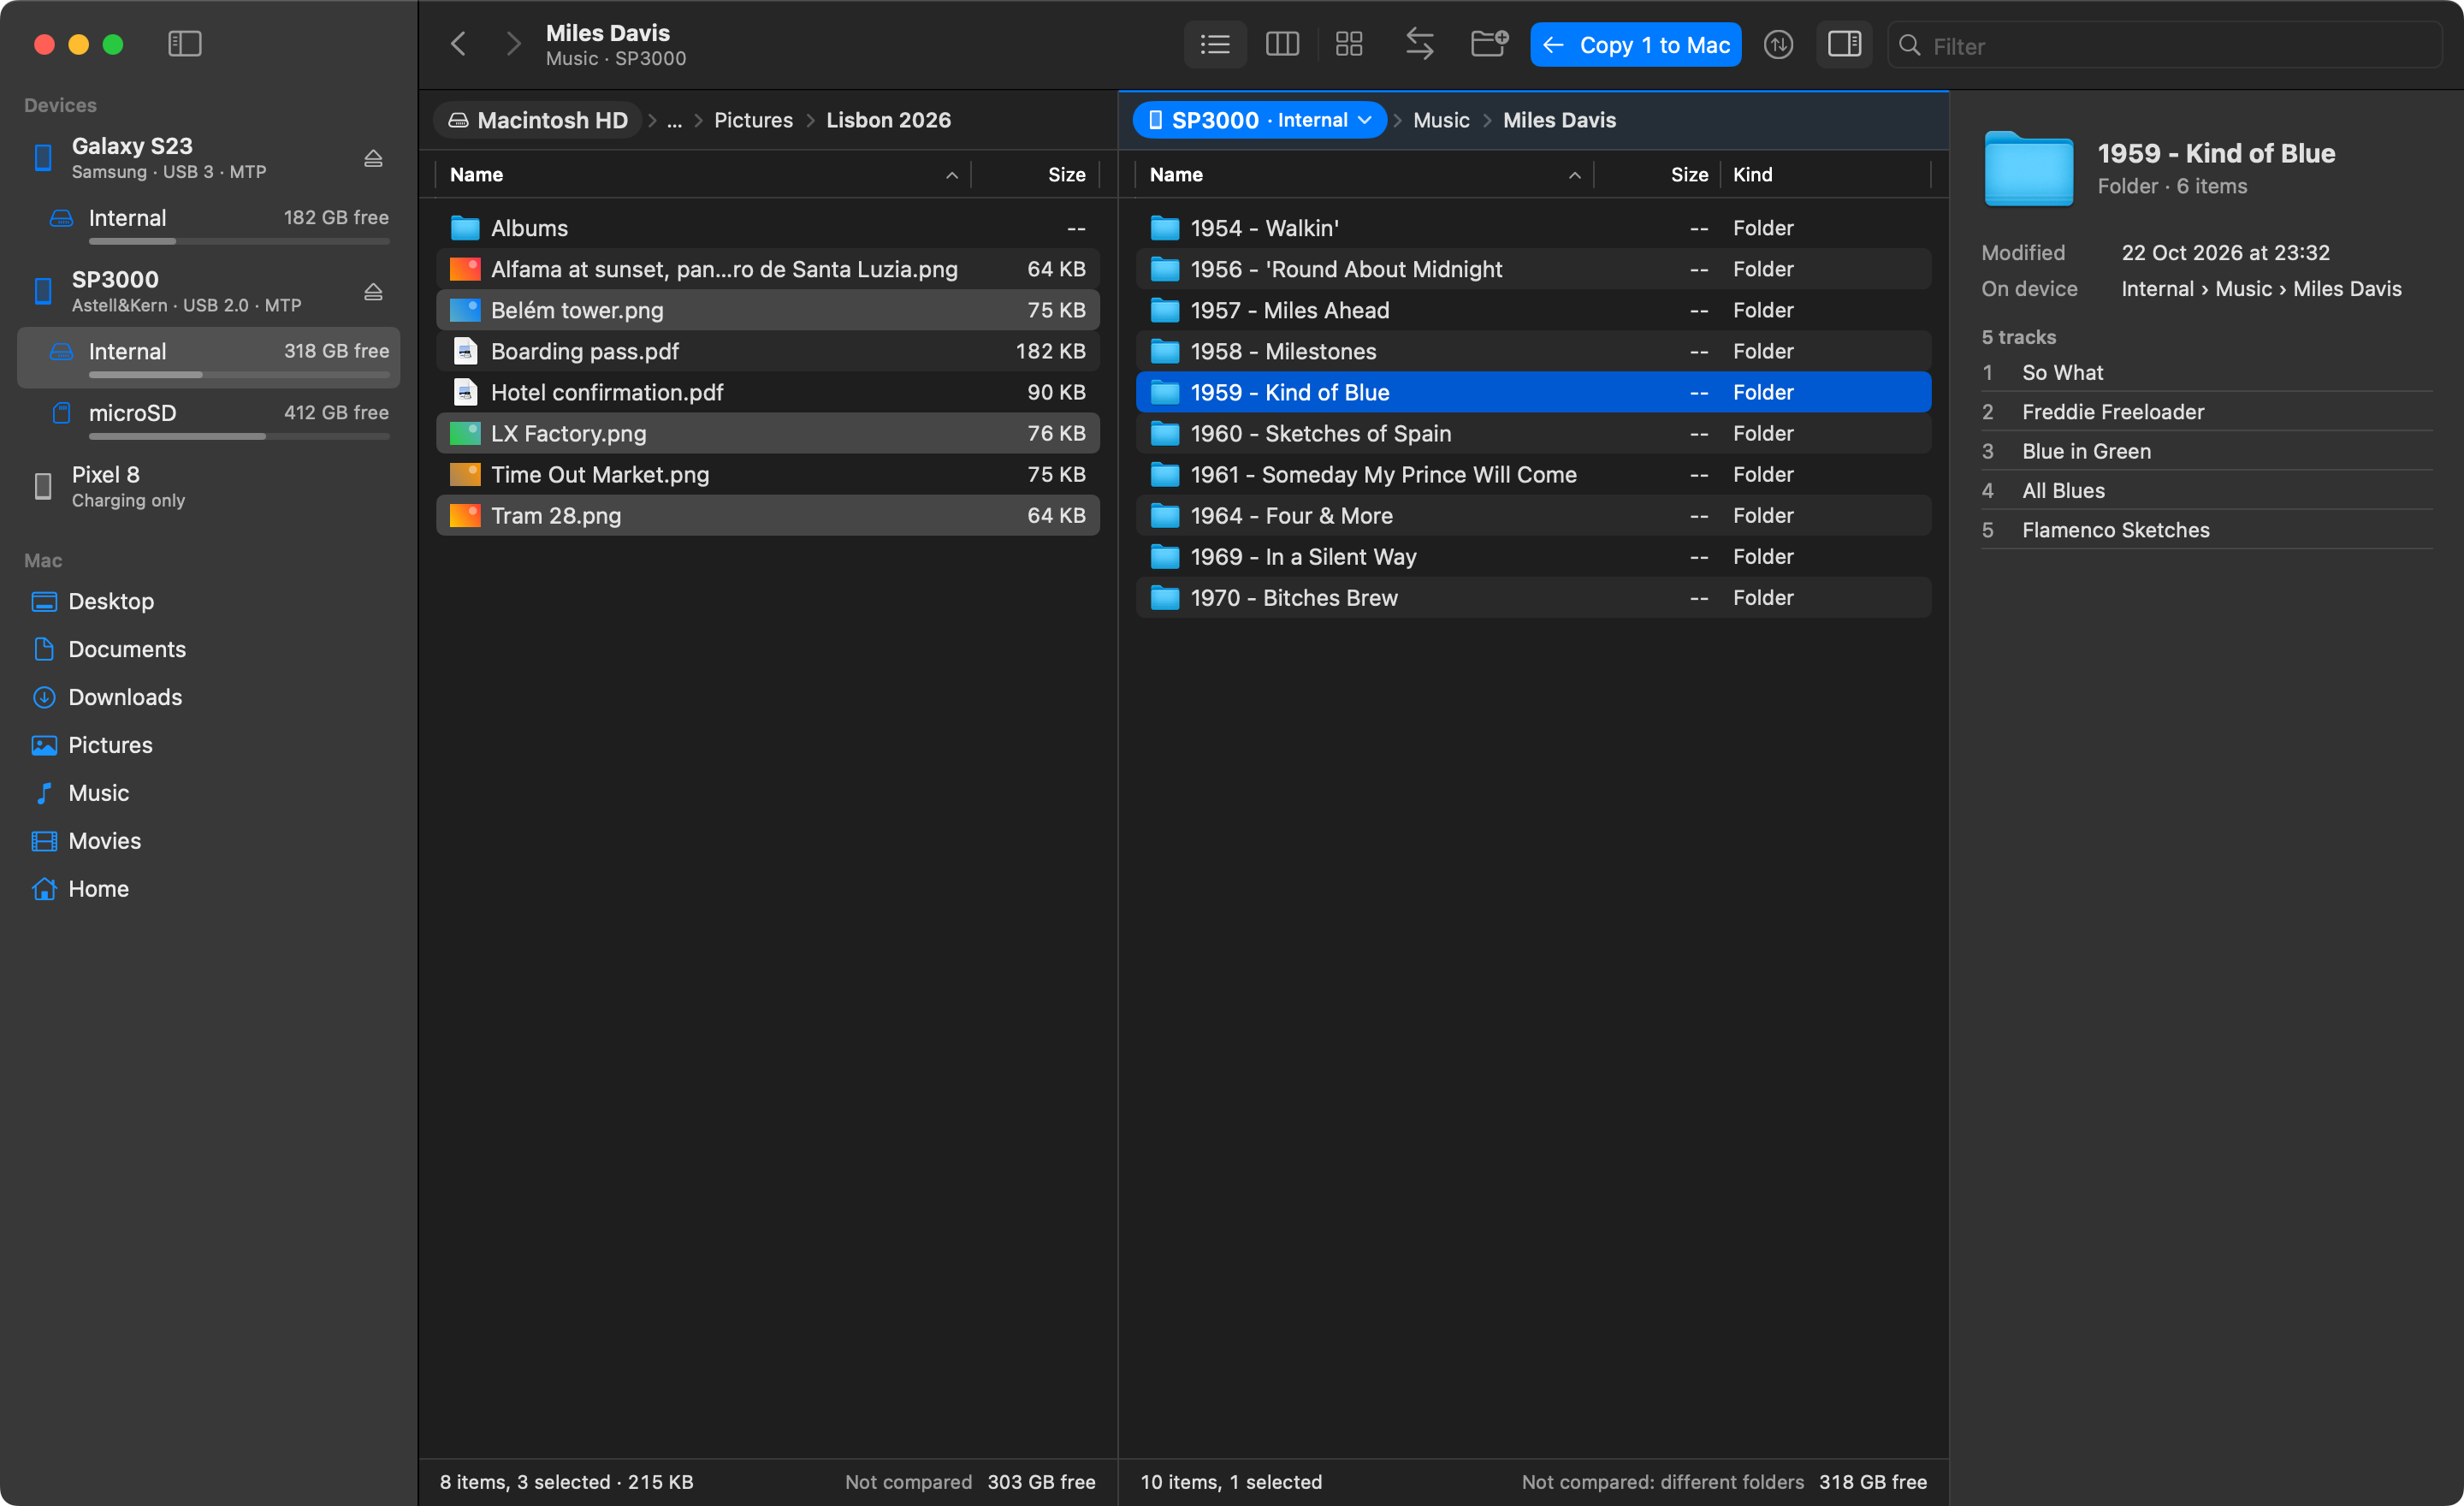 Devices
Galaxy S23
Samsung · USB 3 · MTP
Internal 182 GB free
SP3000
Astell&Kern · USB 2.0 · MTP
Internal 318 GB free
microSD 412 GB free
Pixel 8
Charging only
Mac
Desktop
Documents
Downloads
Pictures
Music
Movies
Home
Miles Davis
Music · SP3000
Copy 1 to Mac
Filter
Macintosh HD › ... › Pictures › Lisbon 2026
Name Size
Albums --
Alfama at sunset, pan...ro de Santa Luzia.png 64 KB
Belém tower.png 75 KB
Boarding pass.pdf 182 KB
Hotel confirmation.pdf 90 KB
LX Factory.png 76 KB
Time Out Market.png 75 KB
Tram 28.png 64 KB
8 items, 3 selected · 215 KB Not compared 303 GB free
SP3000 · Internal › Music › Miles Davis
Name Size Kind
1954 - Walkin' -- Folder
1956 - 'Round About Midnight -- Folder
1957 - Miles Ahead -- Folder
1958 - Milestones -- Folder
1959 - Kind of Blue -- Folder
1960 - Sketches of Spain -- Folder
1961 - Someday My Prince Will Come -- Folder
1964 - Four & More -- Folder
1969 - In a Silent Way -- Folder
1970 - Bitches Brew -- Folder
10 items, 1 selected Not compared: different folders 318 GB free
1959 - Kind of Blue
Folder · 6 items
Modified 22 Oct 2026 at 23:32
On device Internal › Music › Miles Davis
5 tracks
1 So What
2 Freddie Freeloader
3 Blue in Green
4 All Blues
5 Flamenco Sketches